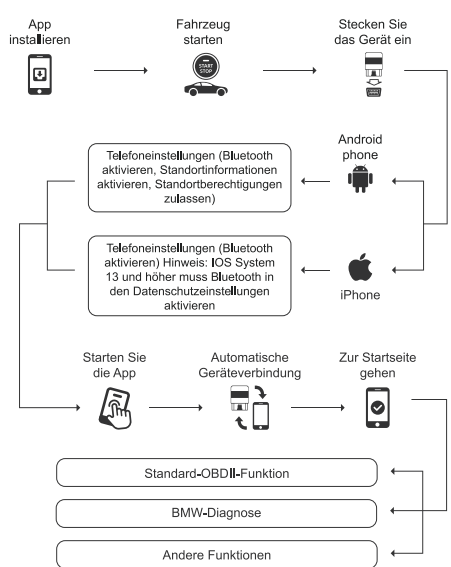 App
installieren
Fahrzeug
starten
START
STOP
Stecken Sie
das Gerät ein
Android
phone
Telefoneinstellungen (Bluetooth
aktivieren, Standortinformationen
aktivieren, Standortberechtigungen
zulassen)
Telefoneinstellungen (Bluetooth
aktivieren) Hinweis: IOS System
13 und höher muss Bluetooth in
den Datenschutzeinstellungen
aktivieren
iPhone
Starten Sie
die App
Automatische
Geräteverbindung
Zur Startseite
gehen
Standard-OBDII-Funktion
BMW-Diagnose
Andere Funktionen